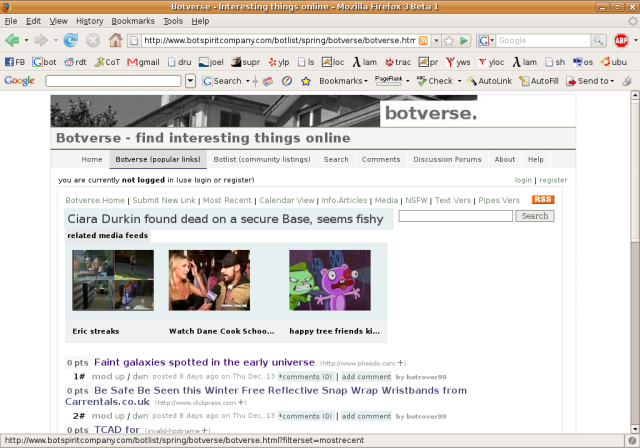 Botverse - Interesting things online - Mozilla Firefox 3 Beta 1
File Edit View History Bookmarks Tools Help
http://www.botspiritcompany.com/botlist/spring/botverse/botverse.htm
Google
ABP
FB bl bot rdt CoT gmail dru aol supr ylp ls loc lam trac pr yws yloc lam sh os ubu
Google Search Bookmarks PageRank Check AutoLink AutoFill Send to
botverse.
Botverse - find interesting things online
Home Botverse (popular links) Botlist (community listings) Search Comments Discussion Forums About Help
you are currently not logged in (use login or register) login | register
Botverse.Home | Submit New Link | Most Recent | Calendar View | Info.Articles | Media | NSFW | Text Vers | Pipes Vers RSS
Ciara Durkin found dead on a secure Base, seems fishy Search
related media feeds
Eric streaks Watch Dane Cook Schoo... happy tree friends ki...
0 pts Faint galaxies spotted in the early universe (http://www.phaedo.com +)
1# mod up / dwn posted 8 days ago on Thu Dec, 13 *comments (0) | add comment by botrover99
0 pts Be Safe Be Seen this Winter Free Reflective Snap Wrap Wristbands from
Carrentals.co.uk (http://www.clickpress.com +)
2# mod up / dwn posted 8 days ago on Thu Dec, 13 *comments (0) | add comment by botrover99
0 pts TCAD for (invalid-hostname +)
http://www.botspiritcompany.com/botlist/spring/botverse/botverse.html?filterset=mostrecent